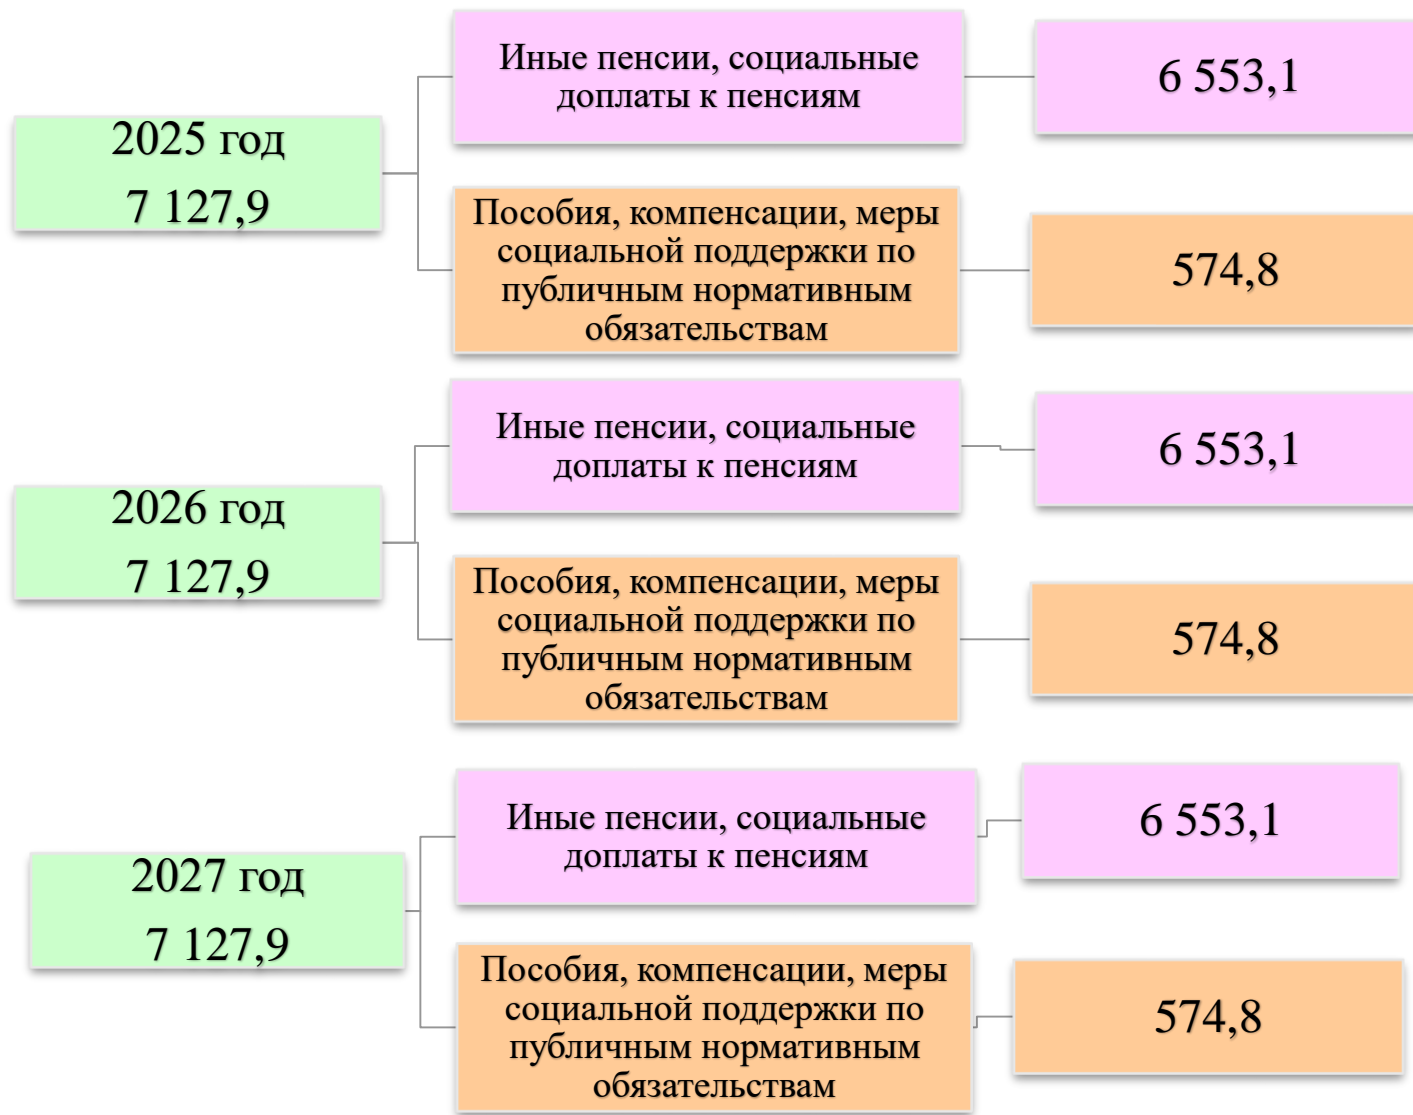 2025 год
7 127,9
Иные пенсии, социальные
доплаты к пенсиям
6 553,1
Пособия, компенсации, меры
социальной поддержки по
публичным нормативным
обязательствам
574,8
2026 год
7 127,9
Иные пенсии, социальные
доплаты к пенсиям
6 553,1
Пособия, компенсации, меры
социальной поддержки по
публичным нормативным
обязательствам
574,8
2027 год
7 127,9
Иные пенсии, социальные
доплаты к пенсиям
6 553,1
Пособия, компенсации, меры
социальной поддержки по
публичным нормативным
обязательствам
574,8